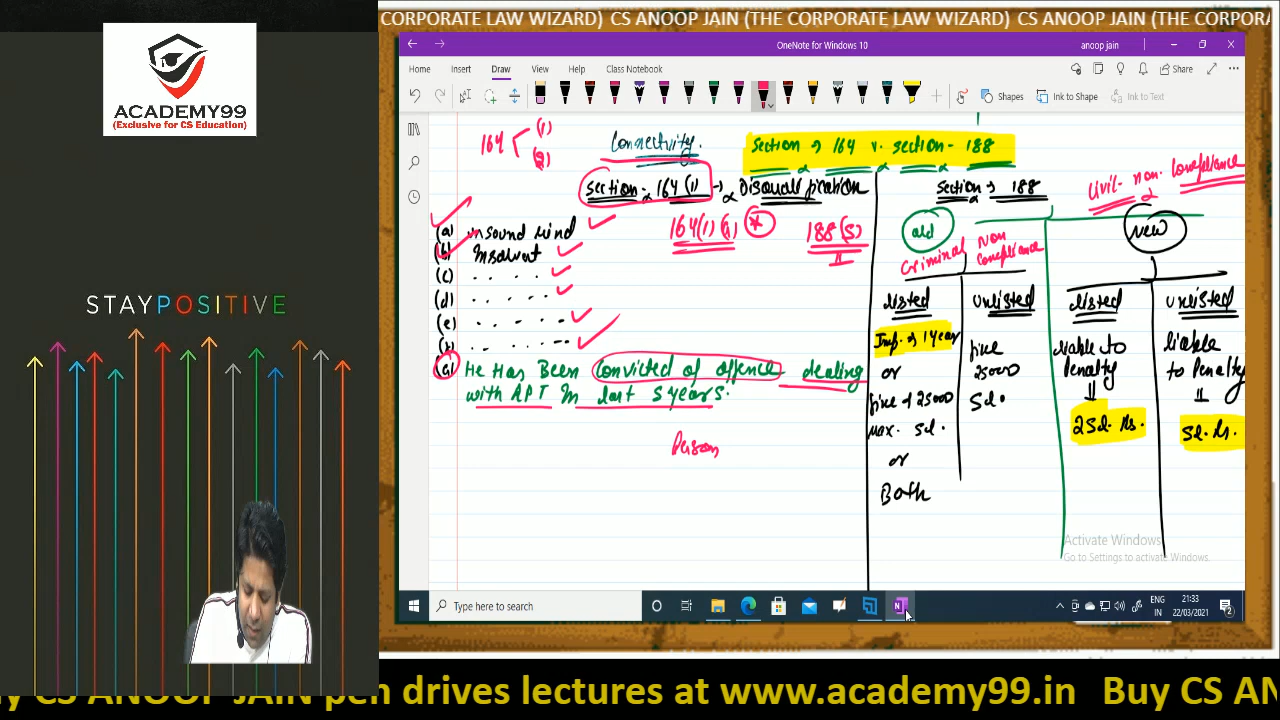 CORPORATE LAW WIZARD) CS ANOOP JAIN (THE CORPORATE LAW WIZARD) CS ANOOP JAIN (THE CORPORA
ACADEMY99
(Exclusive for CS Education)
STAYPOSITIVE
OneNote for Windows 10
anoop jain
Home Insert Draw View Help Class Notebook
Share
Shapes Ink to Shape Ink to Text
164 (1)
(2)
Connectivity.
Section → 164 v. section - 188
Section - 164 (1) → Disqualification
(a) unsound mind
(b) Insolvent
(c) . . . . .
(d) . . . . .
(e)
164(1)(g) *
188(5)
(g) He Has Been convicted of offence dealing
with RPT In last 5 years.
Person
Section → 188
Civil - non - Compliance
old
New
Criminal
Non
Compliance
listed
unlisted
Imp. of 1 year
or
fine of 25000
Max. 5l.
or
Both
fine
25000
5l.
listed
unlisted
liable to
Penalty
=
25l. Rs.
liable
to Penalty
=
5l. Rs.
Activate Windows
Go to Settings to activate Windows.
Type here to search
ENG
IN
21:33
22/03/2021
y CS ANOOP JAIN pen drives lectures at www.academy99.in Buy CS AN